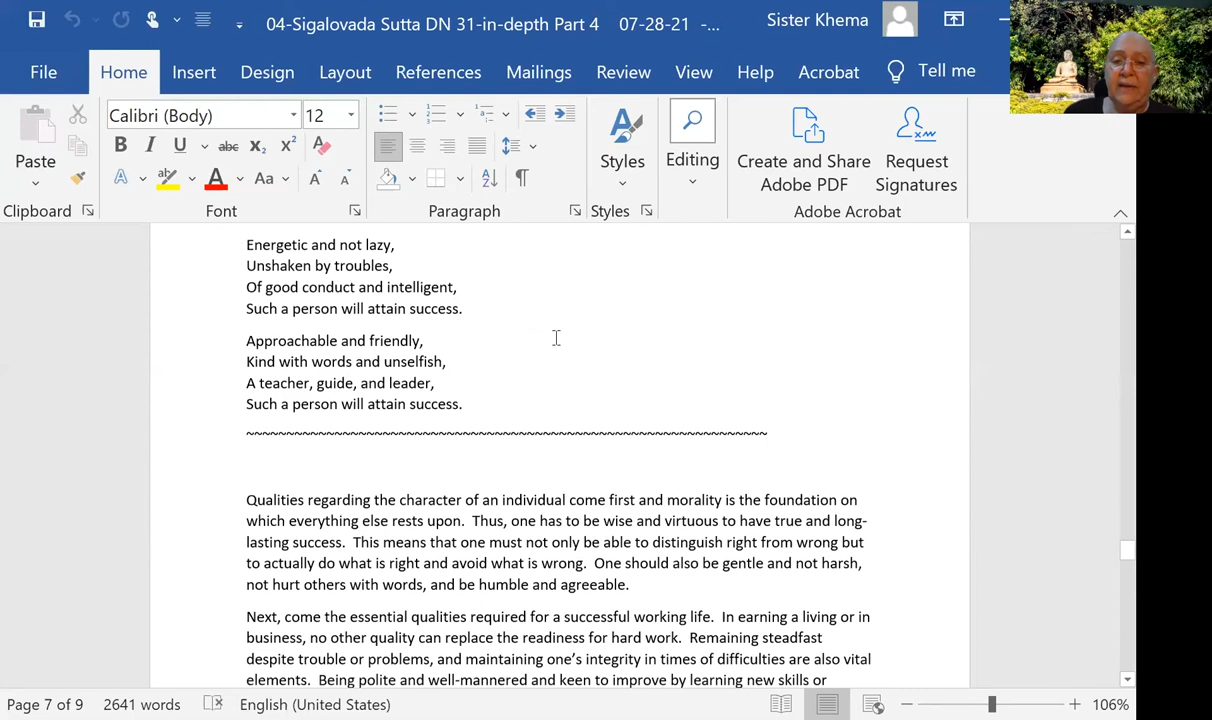 04-Sigalovada Sutta DN 31-in-depth Part 4 07-28-21 -...
Sister Khema
File Home Insert Design Layout References Mailings Review View Help Acrobat Tell me
Calibri (Body) 12
Paste
B I U abc X2 X2
A ab A Aa A A
Styles
Editing
Create and Share Adobe PDF
Request Signatures
Clipboard Font Paragraph Styles Adobe Acrobat
Energetic and not lazy,
Unshaken by troubles,
Of good conduct and intelligent,
Such a person will attain success.
Approachable and friendly,
Kind with words and unselfish,
A teacher, guide, and leader,
Such a person will attain success.
~~~~~~~~~~~~~~~~~~~~~~~~~~~~~~~~~~~~~~~~~~~~~~~~~~~~~~~~~~~~~~~~~
Qualities regarding the character of an individual come first and morality is the foundation on
which everything else rests upon. Thus, one has to be wise and virtuous to have true and long-
lasting success. This means that one must not only be able to distinguish right from wrong but
to actually do what is right and avoid what is wrong. One should also be gentle and not harsh,
not hurt others with words, and be humble and agreeable.
Next, come the essential qualities required for a successful working life. In earning a living or in
business, no other quality can replace the readiness for hard work. Remaining steadfast
despite trouble or problems, and maintaining one’s integrity in times of difficulties are also vital
elements. Being polite and well-mannered and keen to improve by learning new skills or
Page 7 of 9 2641 words English (United States) 106%